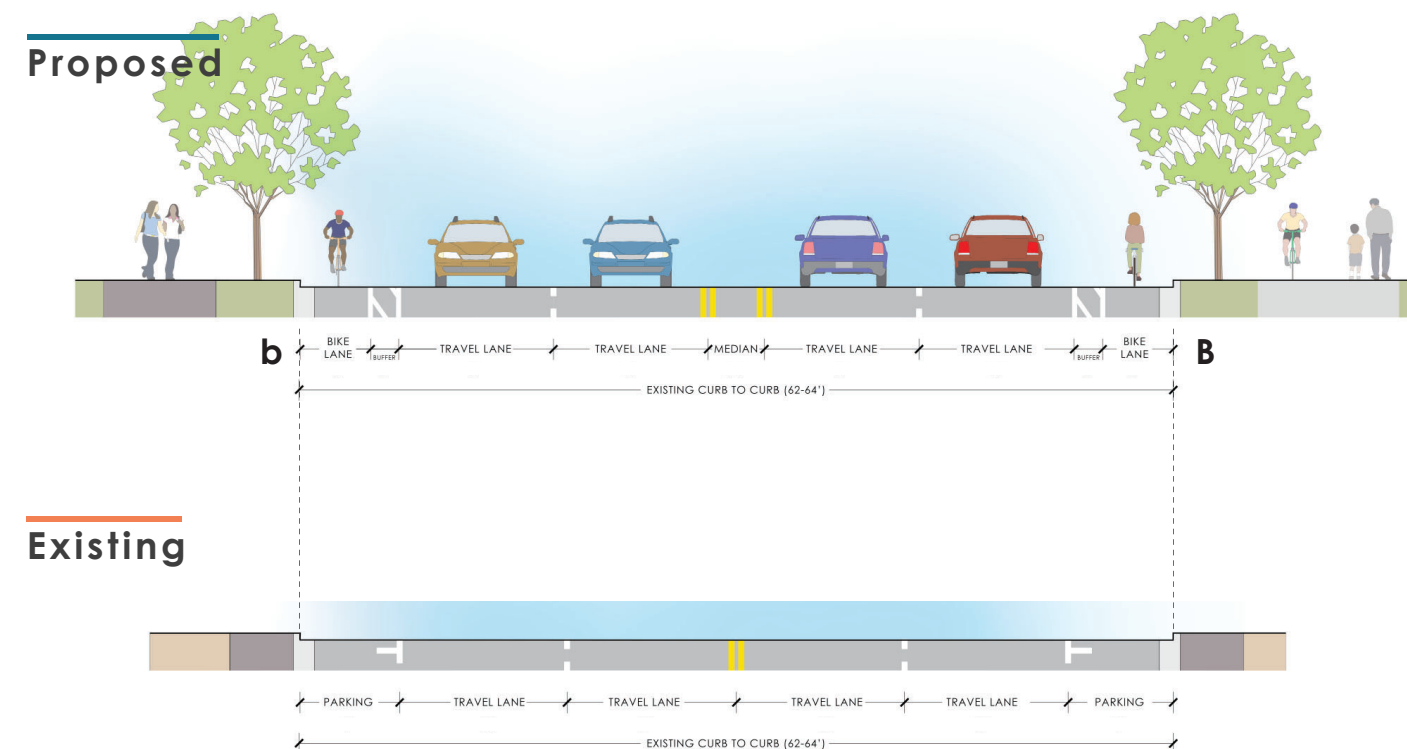 Proposed
b
BIKE
LANE
BUFFER
TRAVEL LANE
TRAVEL LANE
MEDIAN
TRAVEL LANE
TRAVEL LANE
BUFFER
BIKE
LANE
B
EXISTING CURB TO CURB (62-64')
Existing
PARKING
TRAVEL LANE
TRAVEL LANE
TRAVEL LANE
TRAVEL LANE
PARKING
EXISTING CURB TO CURB (62-64')